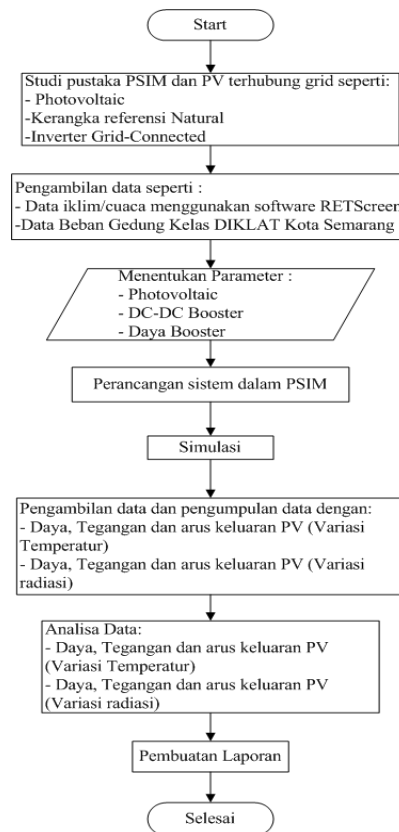 Start
Studi pustaka PSIM dan PV terhubung grid seperti:
- Photovoltaic
-Kerangka referensi Natural
-Inverter Grid-Connected
Pengambilan data seperti :
- Data iklim/cuaca menggunakan software RETScreen
-Data Beban Gedung Kelas DIKLAT Kota Semarang
Menentukan Parameter :
- Photovoltaic
- DC-DC Booster
- Daya Booster
Perancangan sistem dalam PSIM
Simulasi
Pengambilan data dan pengumpulan data dengan:
- Daya, Tegangan dan arus keluaran PV (Variasi
Temperatur)
- Daya, Tegangan dan arus keluaran PV (Variasi
radiasi)
Analisa Data:
- Daya, Tegangan dan arus keluaran PV
(Variasi Temperatur)
- Daya, Tegangan dan arus keluaran PV
(Variasi radiasi)
Pembuatan Laporan
Selesai